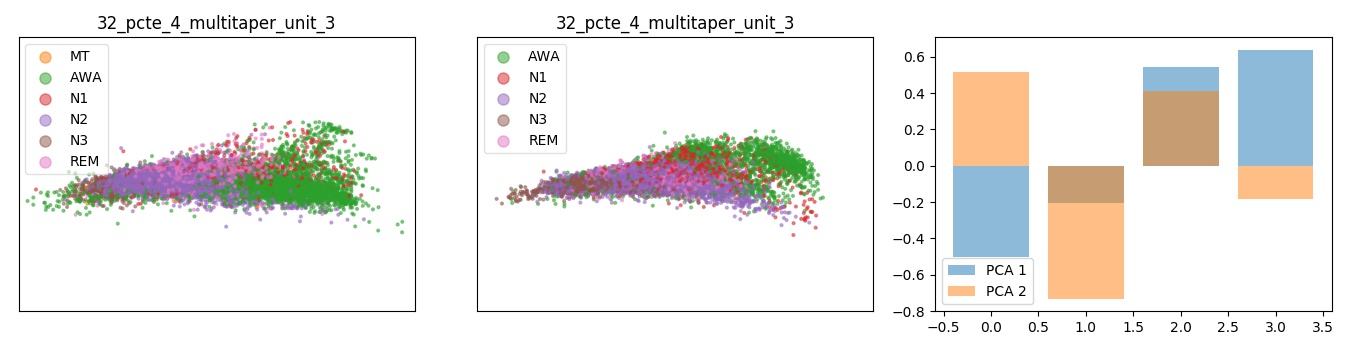 32_pcte_4_multitaper_unit_3
MT
AWA
N1
N2
N3
REM
32_pcte_4_multitaper_unit_3
AWA
N1
N2
N3
REM
0.6
0.4
0.2
0.0
−0.2
−0.4
−0.6
−0.8
PCA 1
PCA 2
−0.5 0.0 0.5 1.0 1.5 2.0 2.5 3.0 3.5